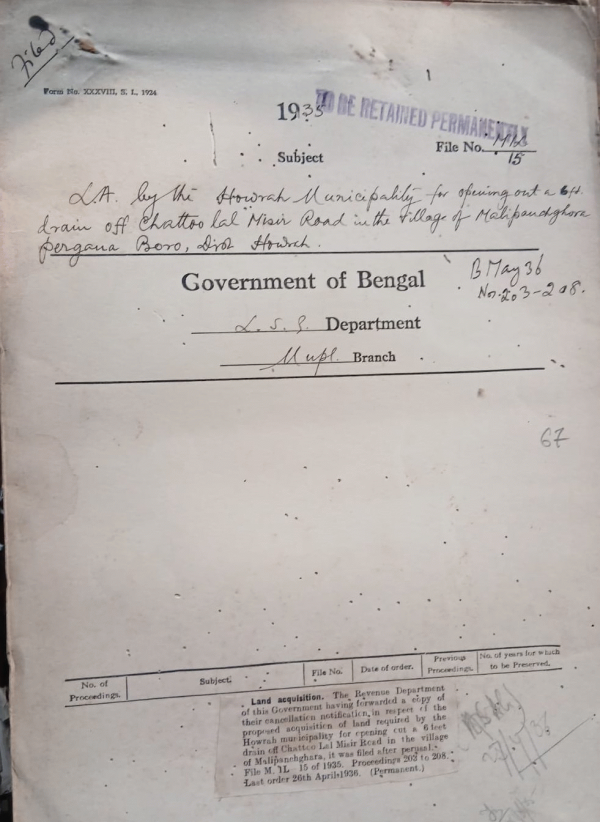 Filed
Form No. XXXVIII, S. I., 1924
1935
TO BE RETAINED PERMANENTLY
File No.
15
Subject
L.A. by the Howrah Municipality for opening out a 6ft.
drain off Chattoo lal Misir Road in the village of Malipanchghora
pergana Boro, Dist Howrah.
Government of Bengal
B May 36
Nos. 203-208.
L. S. G. Department
Mupl. Branch
67
No. of Proceedings.
Subject.
File No.
Date of order.
Previous Proceedings.
No. of years for which to be Preserved.
Land acquisition. The Revenue Department
of this Government having forwarded a copy of
their cancellation notification, in respect of the
proposed acquisition of land required by the
Howrah municipality for opening out a 6 feet
drain off Chattoo Lal Misir Road in the village
of Malipanchghara, it was filed after perusal.
File M. 1L—15 of 1935. Proceedings 203 to 208.
Last order 26th April 1936. (Permanent.)